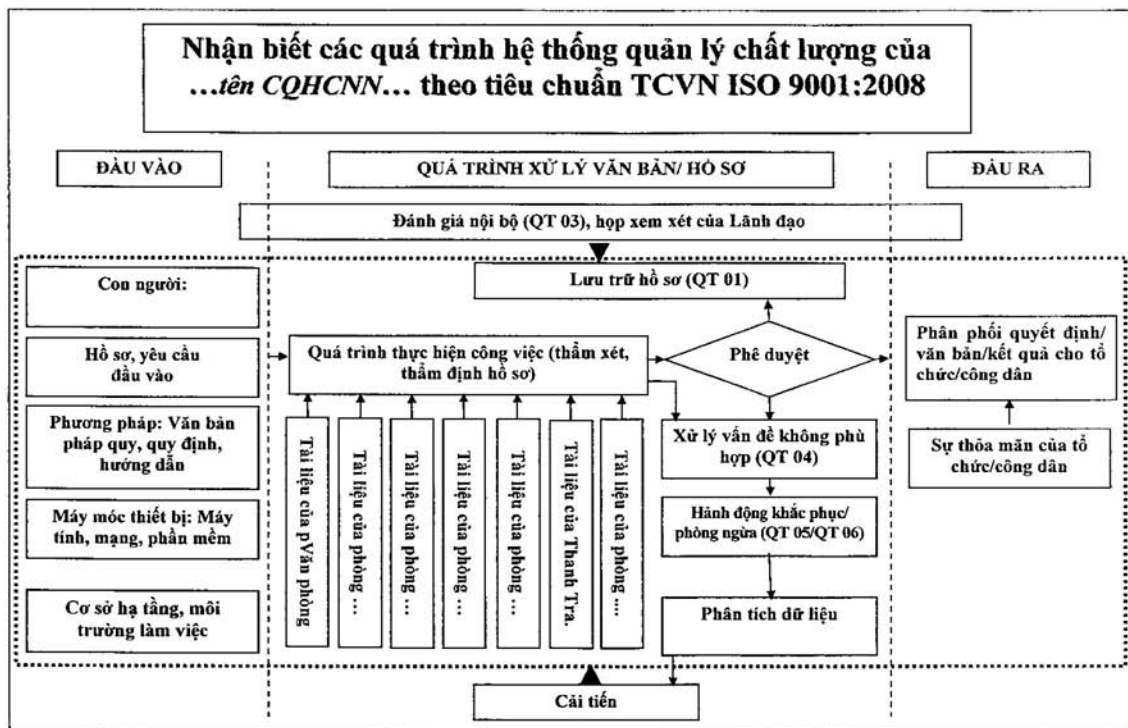 Nhận biết các quá trình hệ thống quản lý chất lượng của
...tên CQHCNN... theo tiêu chuẩn TCVN ISO 9001:2008
ĐẦU VÀO
QUÁ TRÌNH XỬ LÝ VĂN BẢN/ HỒ SƠ
ĐẦU RA
Đánh giá nội bộ (QT 03), họp xem xét của Lãnh đạo
Con người:
Lưu trữ hồ sơ (QT 01)
Hồ sơ, yêu cầu
đầu vào
Quá trình thực hiện công việc (thẩm xét,
thẩm định hồ sơ)
Phê duyệt
Phân phối quyết định/
văn bản/kết quả cho tổ
chức/công dân
Phương pháp: Văn bản
pháp quy, quy định,
hướng dẫn
Tài liệu của pVăn phòng
Tài liệu của phòng ...
Tài liệu của phòng ...
Tài liệu của phòng ...
Tài liệu của phòng ...
Tài liệu của Thanh Tra.
Tài liệu của phòng ....
Xử lý vấn đề không phù
hợp (QT 04)
Sự thỏa mãn của tổ
chức/công dân
Máy móc thiết bị: Máy
tính, mạng, phần mềm
Hành động khắc phục/
phòng ngừa (QT 05/QT 06)
Cơ sở hạ tầng, môi
trường làm việc
Phân tích dữ liệu
Cải tiến